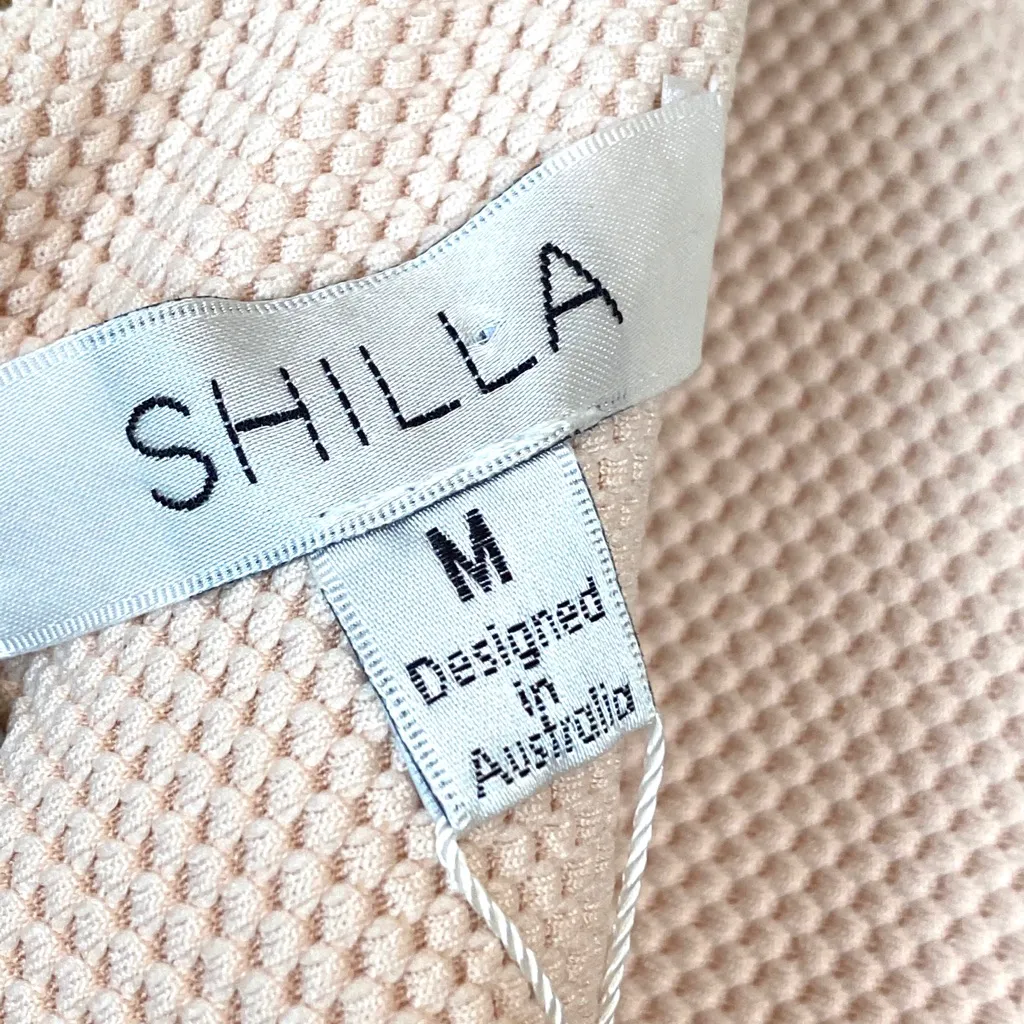 SHILLA
M
Designed
in
Australia